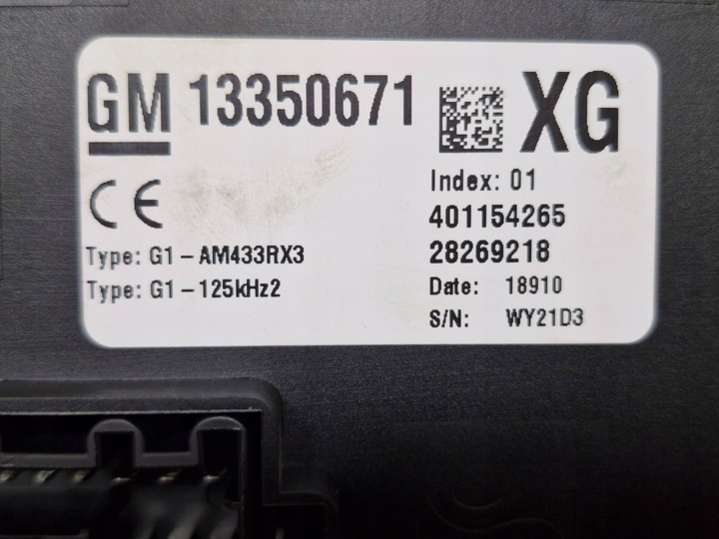 GM 13350671 XG
CE
Type: G1-AM433RX3
Type: G1-125kHz2
Index: 01
401154265
28269218
Date: 18910
S/N: WY21D3